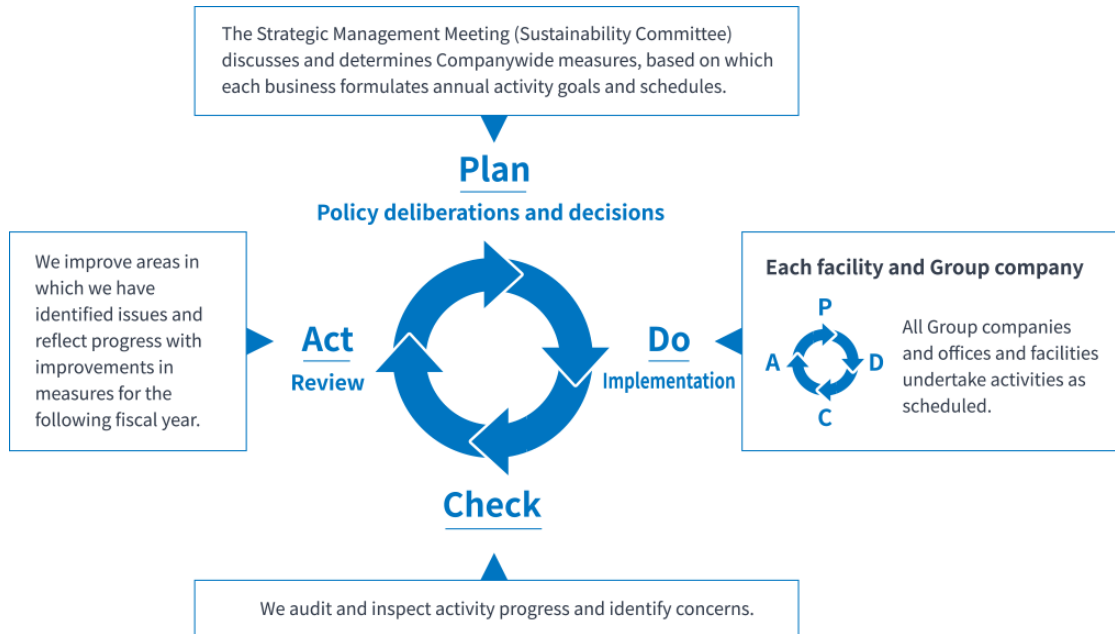 The Strategic Management Meeting (Sustainability Committee)
discusses and determines Companywide measures, based on which
each business formulates annual activity goals and schedules.
Plan
Policy deliberations and decisions
We improve areas in
which we have
identified issues and
reflect progress with
improvements in
measures for the
following fiscal year.
Act
Review
Do
Implementation
Each facility and Group company
P
A
D
C
All Group companies
and offices and facilities
undertake activities as
scheduled.
Check
We audit and inspect activity progress and identify concerns.